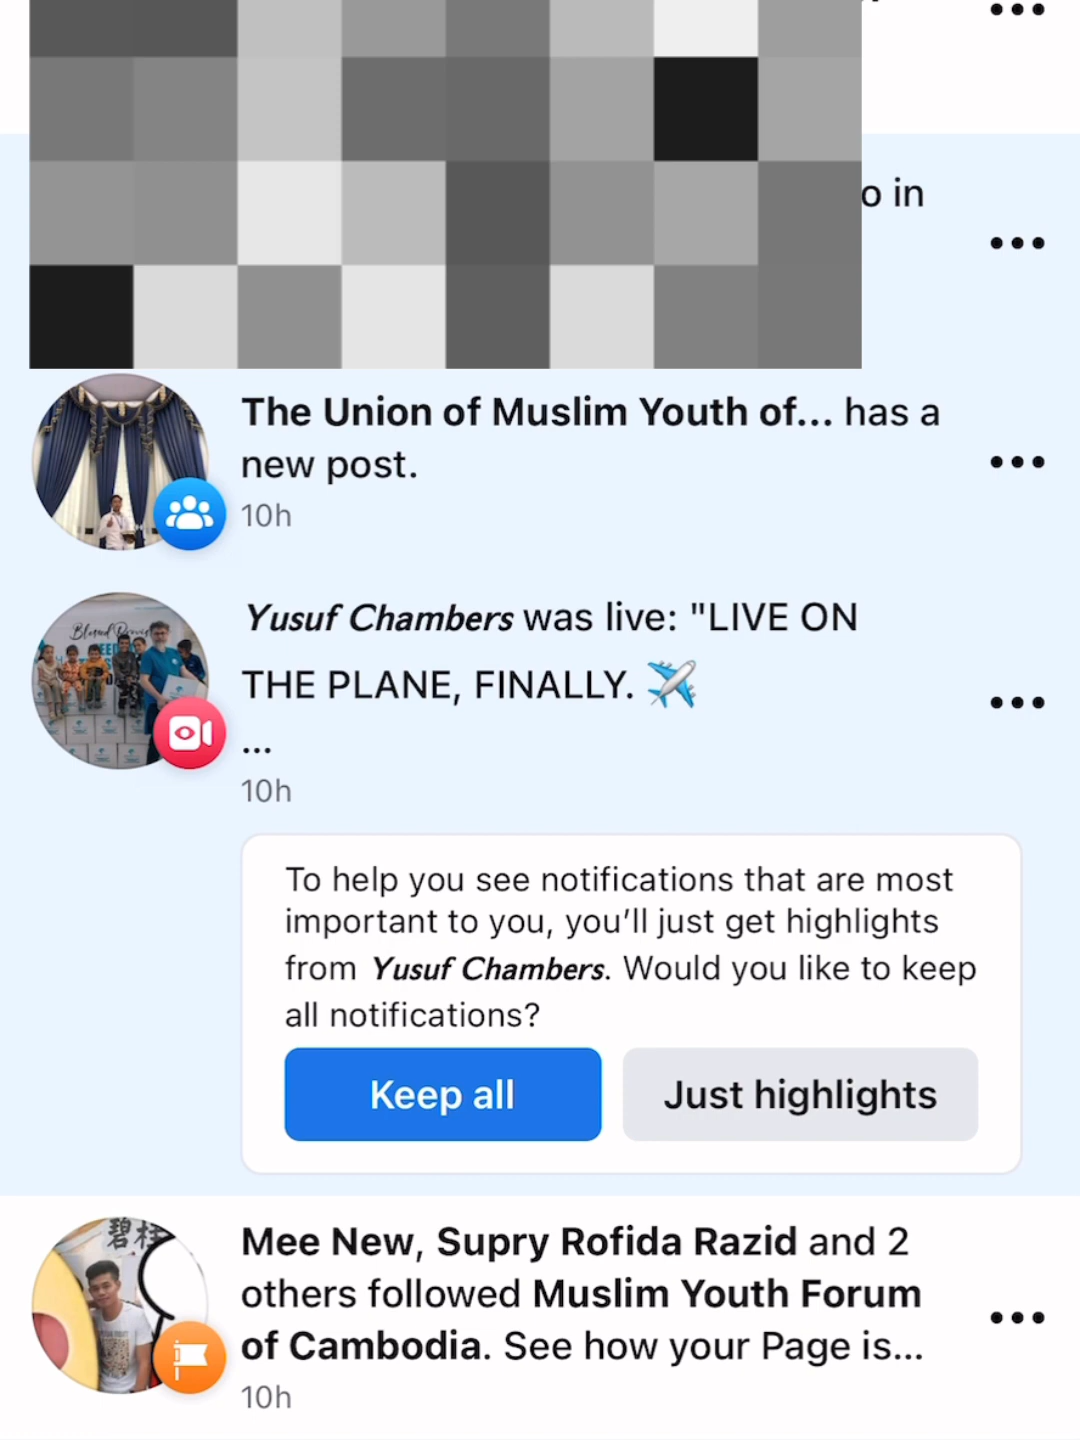 o in
The Union of Muslim Youth of... has a
new post.
10h
Yusuf Chambers was live: "LIVE ON
THE PLANE, FINALLY. ✈️
...
10h
To help you see notifications that are most
important to you, you’ll just get highlights
from Yusuf Chambers. Would you like to keep
all notifications?
Keep all
Just highlights
碧桂
Mee New, Supry Rofida Razid and 2
others followed Muslim Youth Forum
of Cambodia. See how your Page is...
10h